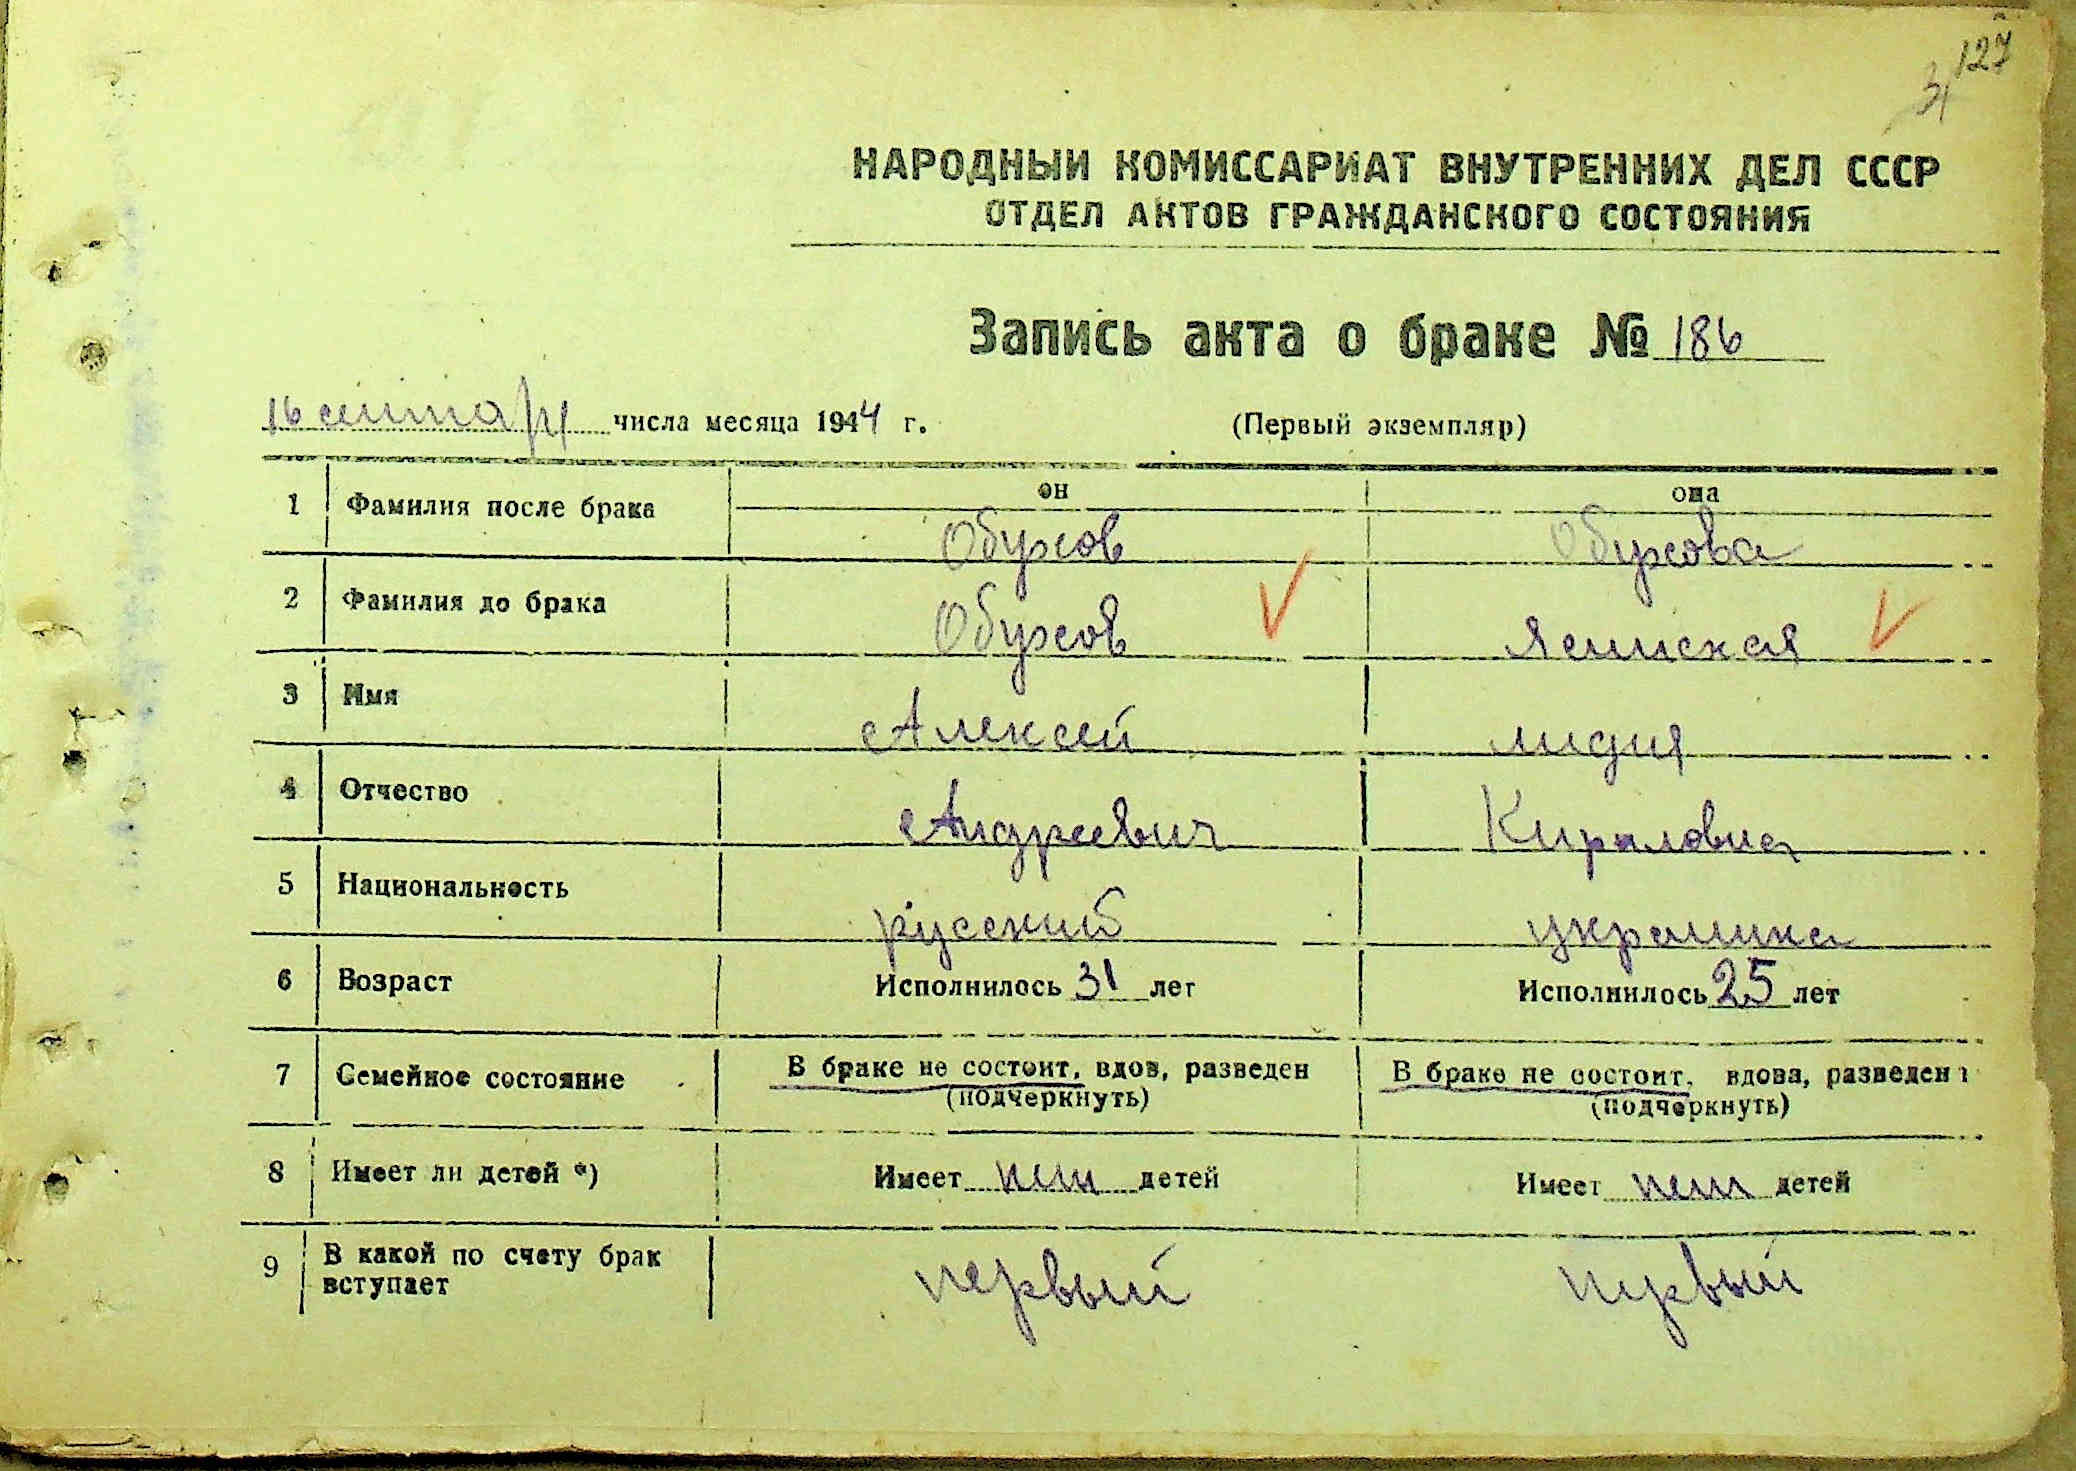 127
31
НАРОДНЫЙ КОМИССАРИАТ ВНУТРЕННИХ ДЕЛ СССР
ОТДЕЛ АКТОВ ГРАЖДАНСКОГО СОСТОЯНИЯ
Запись акта о браке № 186
16 сентября числа месяца 1944 г. (Первый экземпляр)
он она
1 Фамилия после брака Обухов Обухова
2 Фамилия до брака Обухов Ясинская
3 Имя Алексей Лидия
4 Отчество Андреевич Кириловна
5 Национальность русский украинка
6 Возраст Исполнилось 31 лет Исполнилось 25 лет
7 Семейное состояние В браке не состоит, вдов, разведен В браке не состоит, вдова, разведена
(подчеркнуть) (подчеркнуть)
8 Имеет ли детей *) Имеет нет детей Имеет нет детей
9 В какой по счету брак вступает первый первый